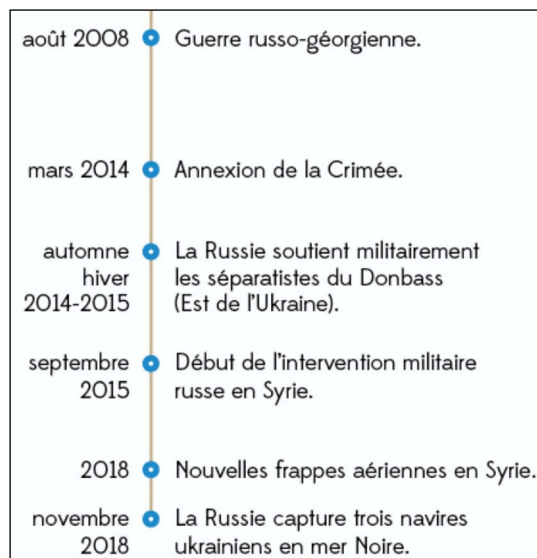 août 2008 Guerre russo-géorgienne.
mars 2014 Annexion de la Crimée.
automne La Russie soutient militairement
hiver les séparatistes du Donbass
2014-2015 (Est de l'Ukraine).
septembre Début de l'intervention militaire
2015 russe en Syrie.
2018 Nouvelles frappes aériennes en Syrie.
novembre La Russie capture trois navires
2018 ukrainiens en mer Noire.